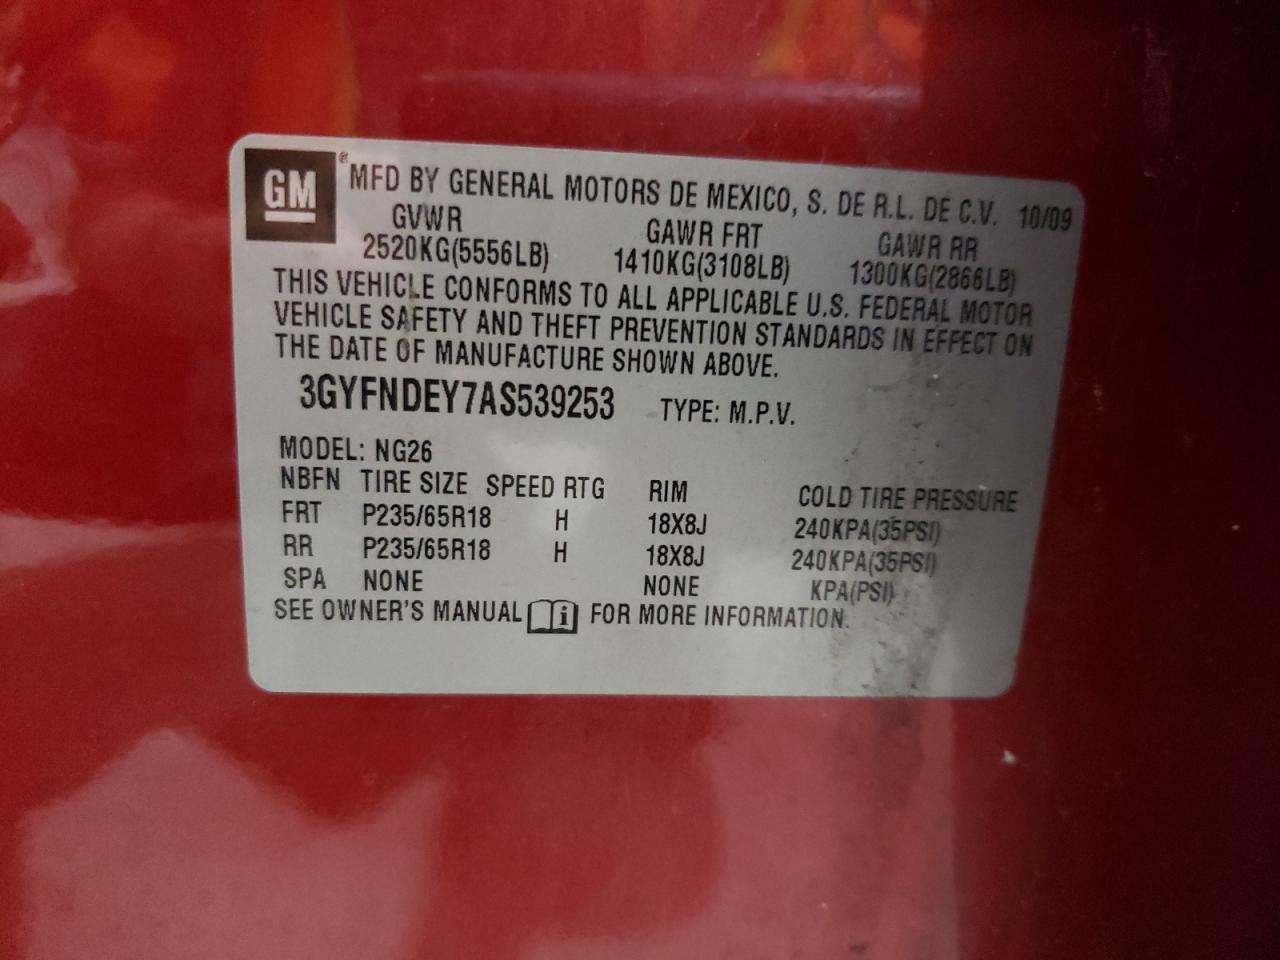 GM ® MFD BY GENERAL MOTORS DE MEXICO, S. DE R.L. DE C.V. 10/09
GVWR GAWR FRT GAWR RR
2520KG(5556LB) 1410KG(3108LB) 1300KG(2866LB)
THIS VEHICLE CONFORMS TO ALL APPLICABLE U.S. FEDERAL MOTOR
VEHICLE SAFETY AND THEFT PREVENTION STANDARDS IN EFFECT ON
THE DATE OF MANUFACTURE SHOWN ABOVE.
3GYFNDEY7AS539253 TYPE: M.P.V.
MODEL: NG26
NBFN TIRE SIZE SPEED RTG RIM COLD TIRE PRESSURE
FRT P235/65R18 H 18X8J 240KPA(35PSI)
RR P235/65R18 H 18X8J 240KPA(35PSI)
SPA NONE NONE KPA(PSI)
SEE OWNER'S MANUAL i FOR MORE INFORMATION.